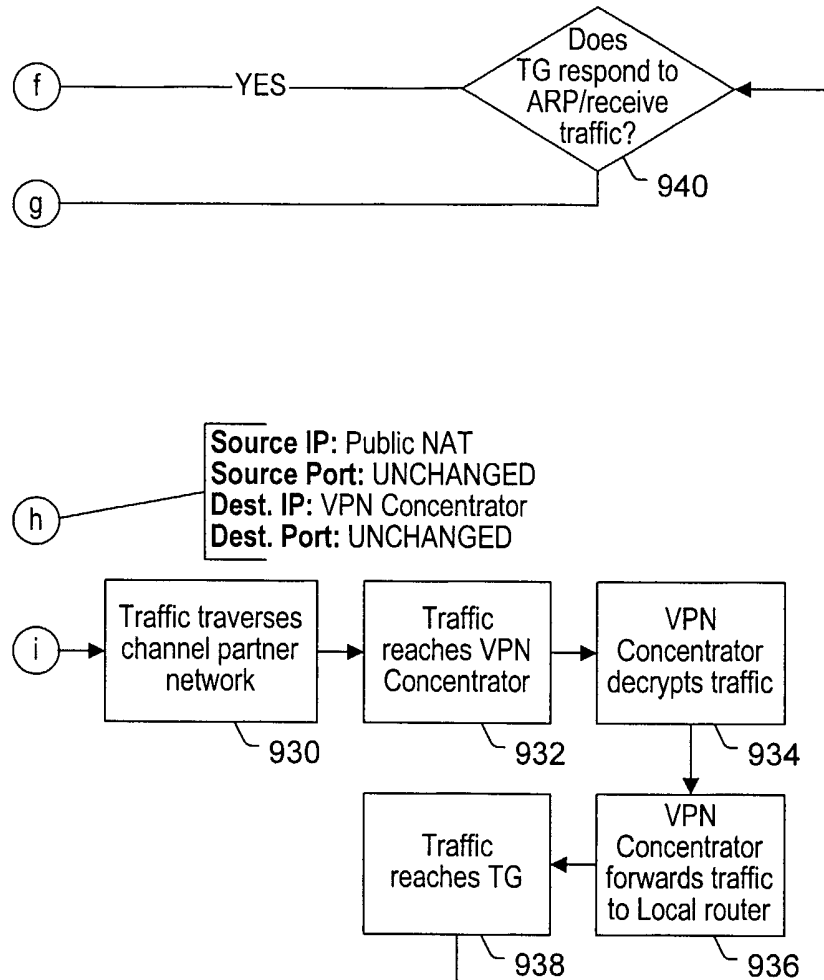 Does
TG respond to
ARP/receive
traffic?
f
YES
940
g
Source IP: Public NAT
Source Port: UNCHANGED
Dest. IP: VPN Concentrator
Dest. Port: UNCHANGED
h
i
Traffic traverses
channel partner
network
930
Traffic
reaches VPN
Concentrator
932
VPN
Concentrator
decrypts traffic
934
VPN
Concentrator
forwards traffic
to Local router
936
Traffic
reaches TG
938